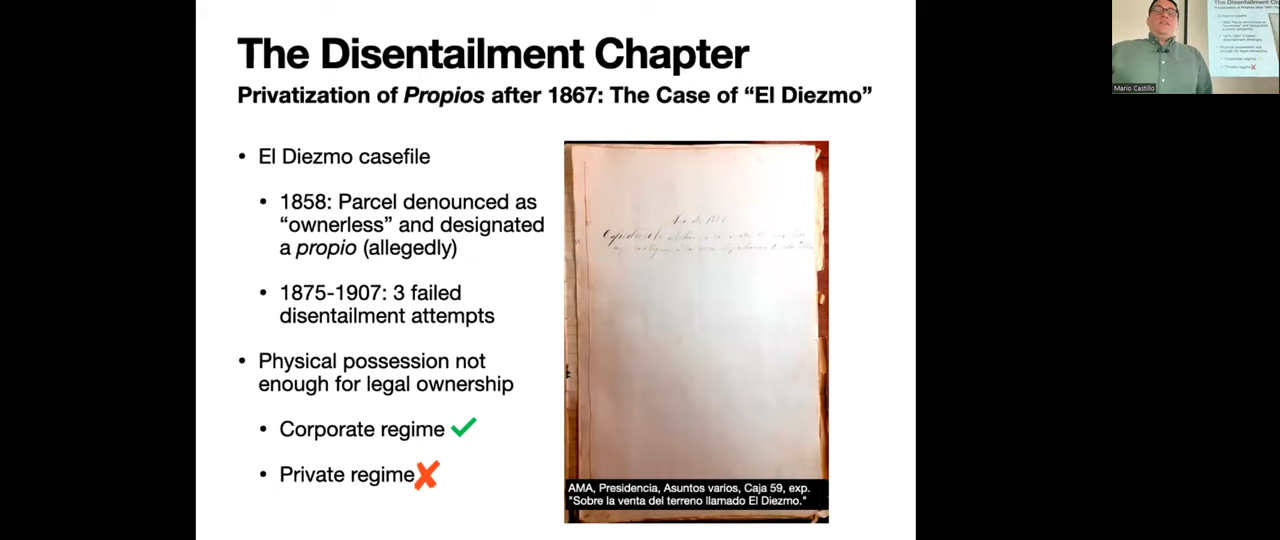 The Disentailment Chapter
Privatization of Propios after 1867: The Case of “El Diezmo”
• El Diezmo casefile
• 1858: Parcel denounced as
“ownerless” and designated
a propio (allegedly)
• 1875-1907: 3 failed
disentailment attempts
• Physical possession not
enough for legal ownership
• Corporate regime ✓
• Private regime ✗
Expediente
AMA, Presidencia, Asuntos varios, Caja 59, exp.
"Sobre la venta del terreno llamado El Diezmo."
Mario Castillo